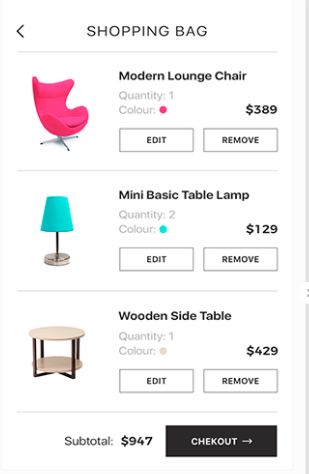 SHOPPING BAG
Modern Lounge Chair
Quantity: 1
Colour:
$389
EDIT REMOVE
Mini Basic Table Lamp
Quantity: 2
Colour:
$129
EDIT REMOVE
Wooden Side Table
Quantity: 1
Colour:
$429
EDIT REMOVE
Subtotal: $947 CHEKOUT →